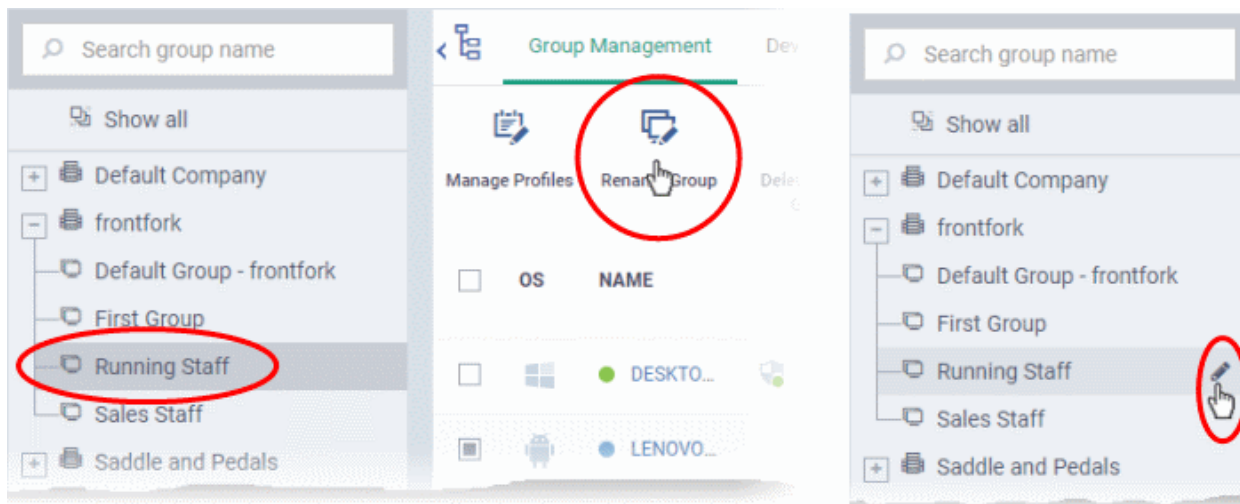 Search group name
Show all
Default Company
frontfork
Default Group - frontfork
First Group
Running Staff
Sales Staff
Saddle and Pedals
Group Management
Manage Profiles
Group
OS NAME
DESKTO...
LENOVO...
Search group name
Show all
Default Company
frontfork
Default Group - frontfork
First Group
Running Staff
Sales Staff
Saddle and Pedals